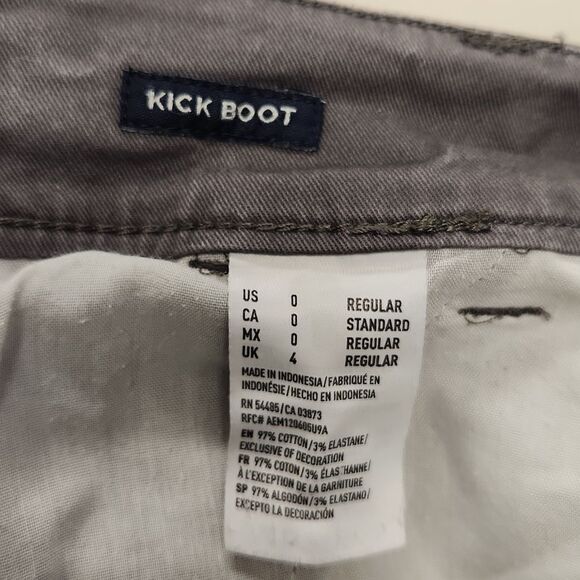 KICK BOOT
US 0 REGULAR
CA 0 STANDARD
MX 0 REGULAR
UK 4 REGULAR
MADE IN INDONESIA/FABRIQUÉ EN
INDONÉSIE/HECHO EN INDONESIA
RN 54485/CA 03873
RFC# AEM120605U9A
EN 97% COTTON/3% ELASTANE/
EXCLUSIVE OF DECORATION
FR 97% COTON/3% ÉLASTHANNE/
À L'EXCEPTION DE LA GARNITURE
SP 97% ALGODÓN/3% ELASTANO/
EXCEPTO LA DECORACIÓN